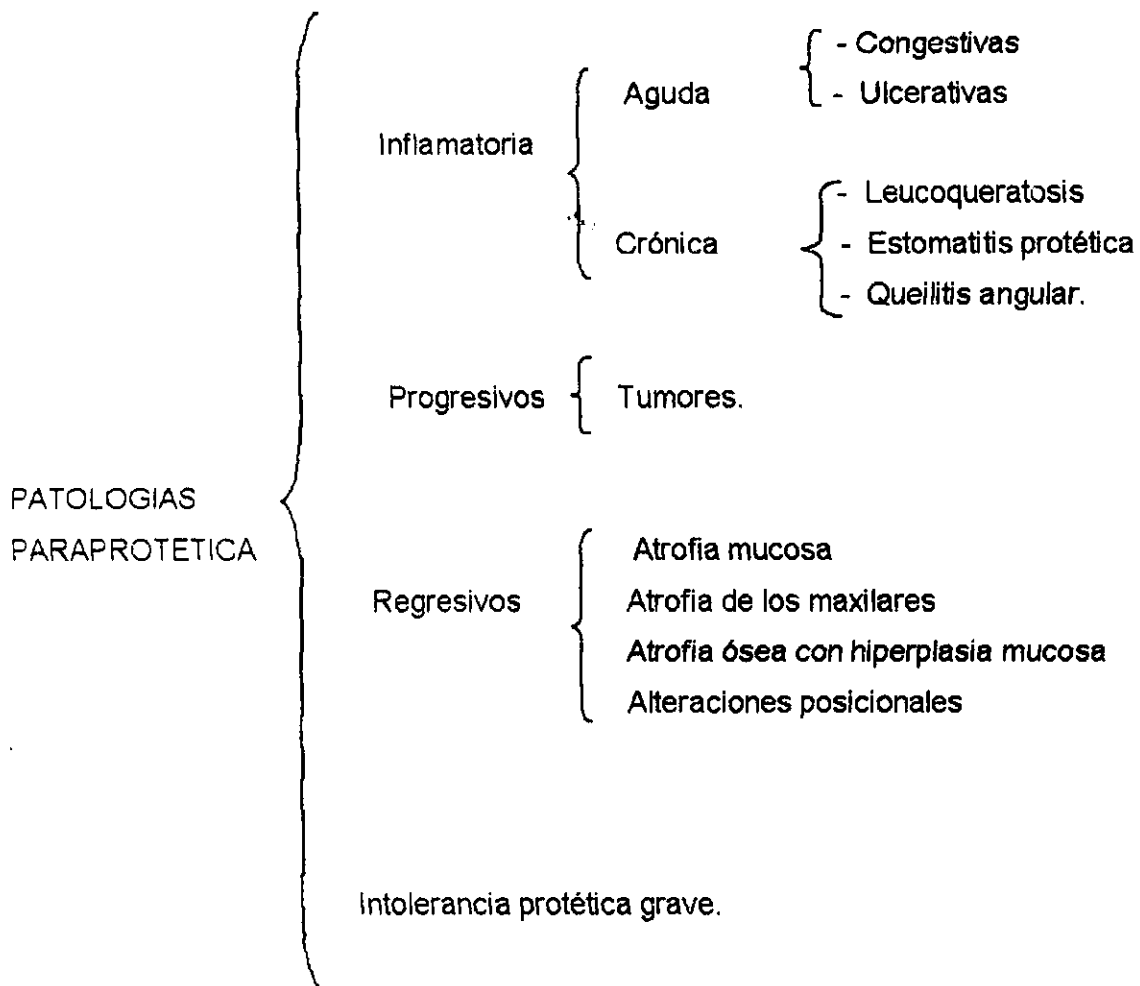 PATOLOGIAS
PARAPROTETICA
Inflamatoria
Aguda
- Congestivas
- Ulcerativas
Crónica
- Leucoqueratosis
- Estomatitis protética
- Queilitis angular.
Progresivos
Tumores.
Regresivos
Atrofia mucosa
Atrofia de los maxilares
Atrofia ósea con hiperplasia mucosa
Alteraciones posicionales
Intolerancia protética grave.